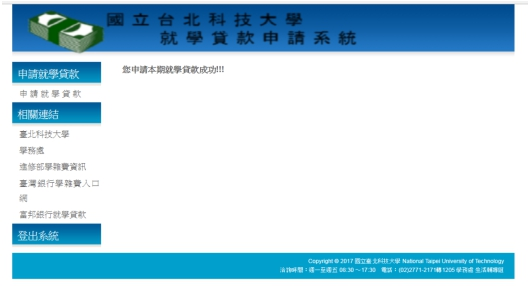 國立台北科技大學
就學貸款申請系統
申請就學貸款
申請就學貸款
相關連結
臺北科技大學
學務處
進修部學雜費資訊
臺灣銀行學雜費入口
網
富邦銀行就學貸款
登出系統
您申請本期就學貸款成功!!!
Copyright © 2017 國立臺北科技大學 National Taipei University of Technology
洽詢時間：週一至週五 08:30 ～17:30 電話：(02)2771-2171轉1205 學務處 生活輔導組